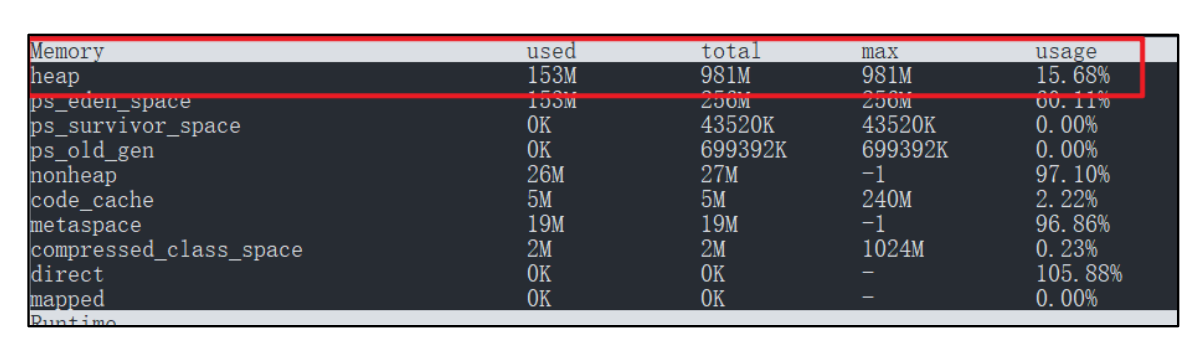 Memory used total max usage
heap 153M 981M 981M 15.68%
ps_eden_space 153M 256M 256M 60.11%
ps_survivor_space 0K 43520K 43520K 0.00%
ps_old_gen 0K 699392K 699392K 0.00%
nonheap 26M 27M -1 97.10%
code_cache 5M 5M 240M 2.22%
metaspace 19M 19M -1 96.86%
compressed_class_space 2M 2M 1024M 0.23%
direct 0K 0K - 105.88%
mapped 0K 0K - 0.00%
Runtime